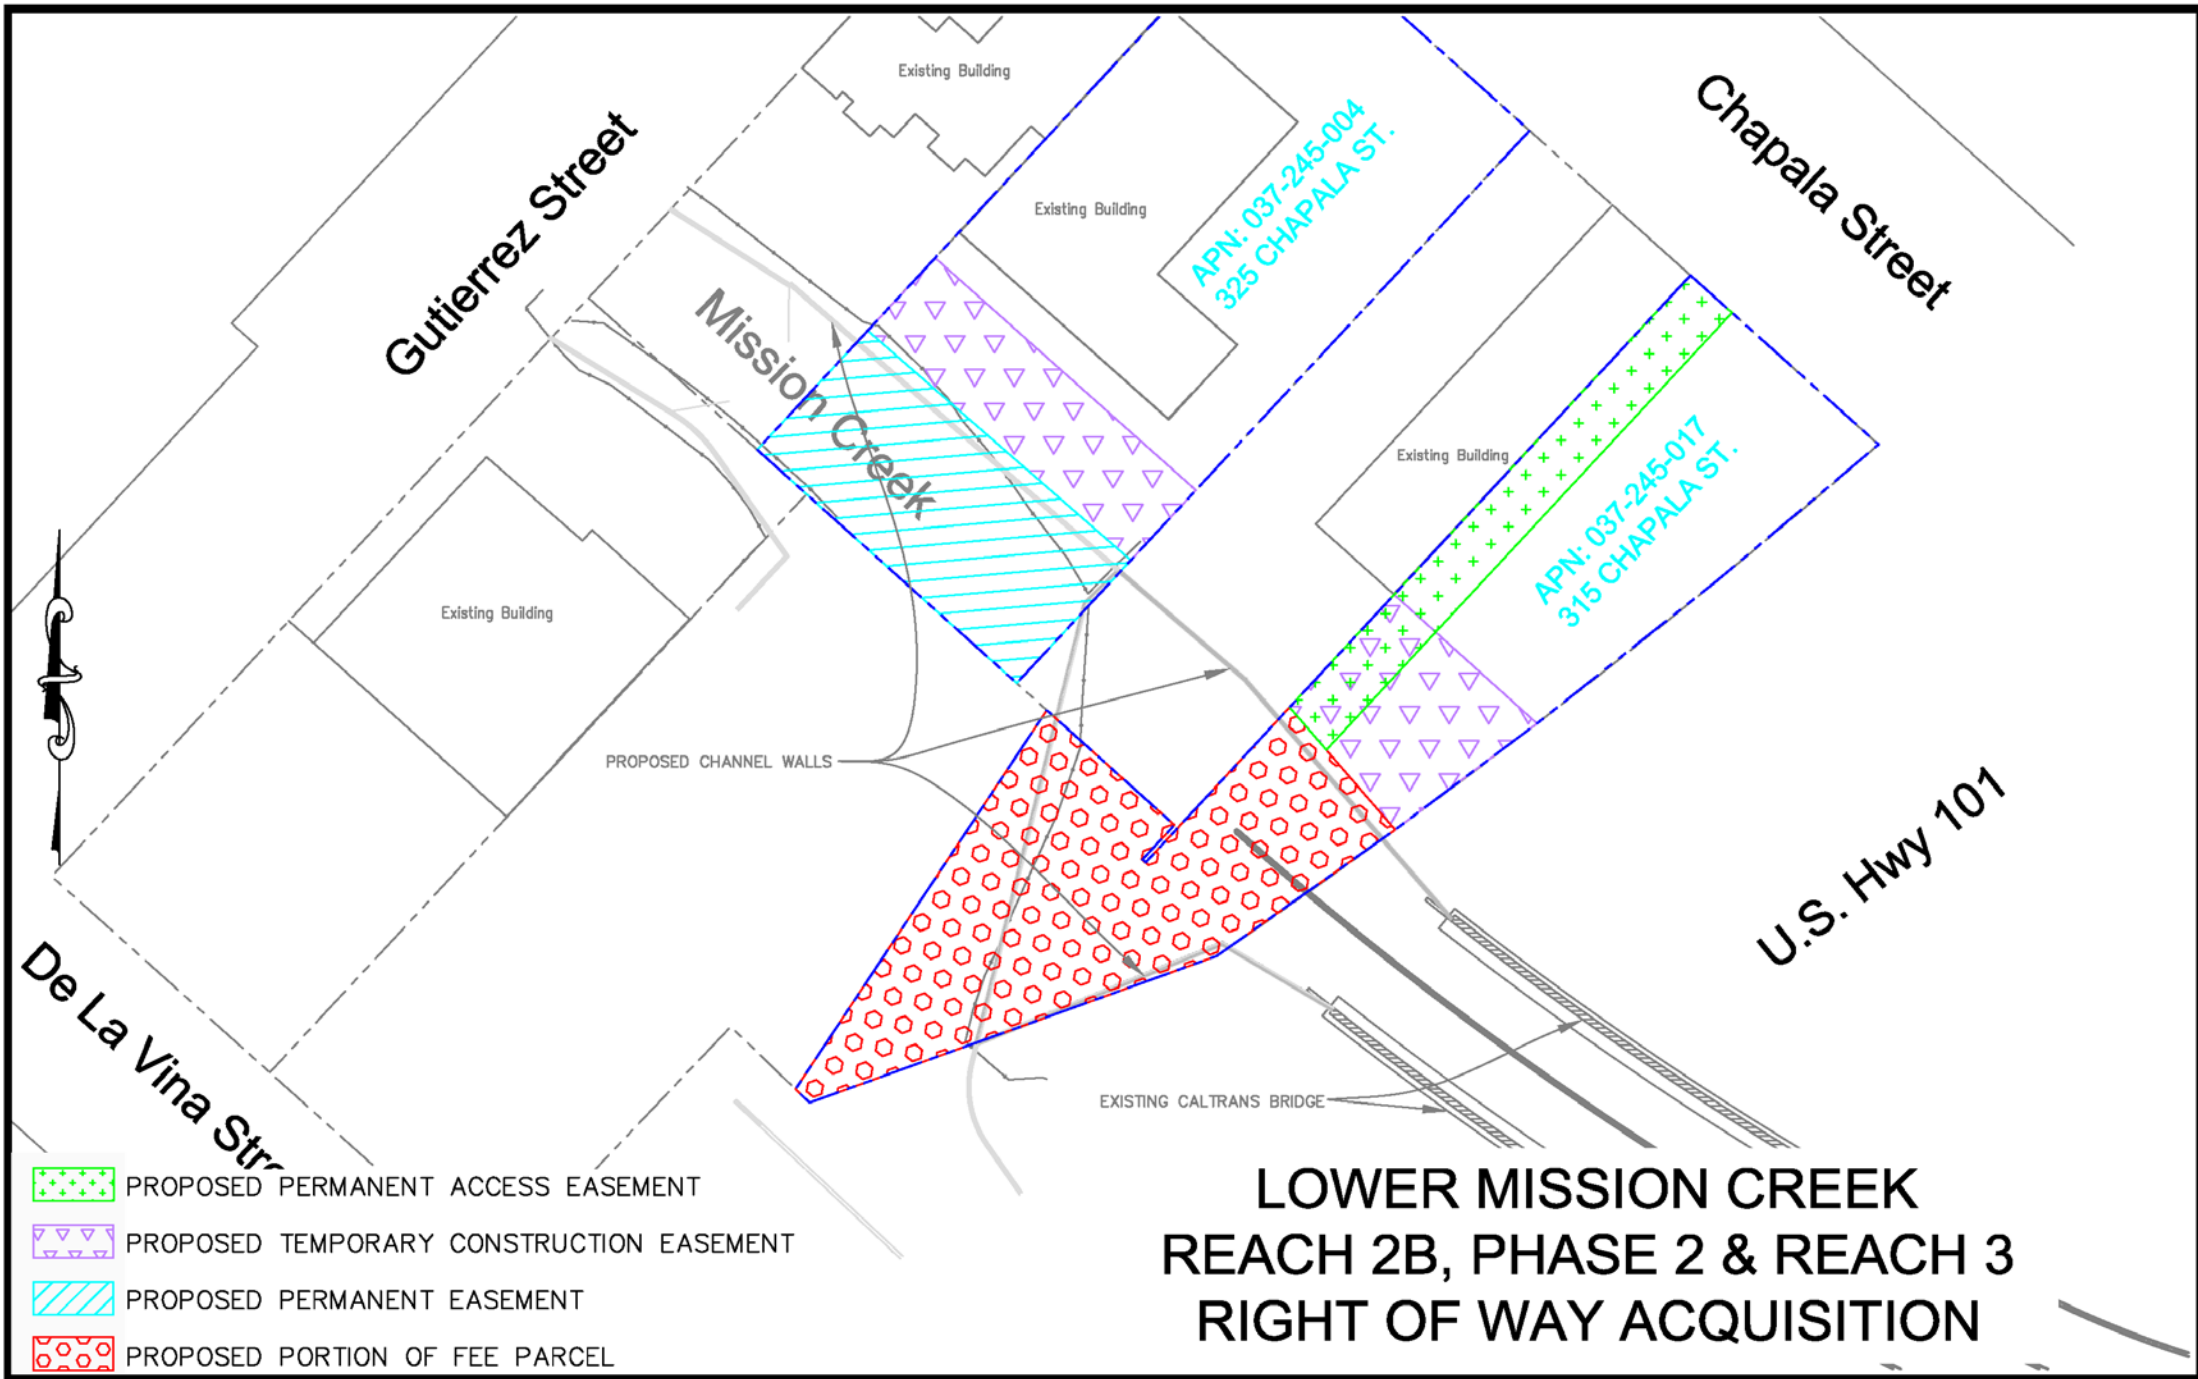 Existing Building
Chapala Street
Gutierrez Street
APN: 037-245-004
325 CHAPALA ST.
Existing Building
Mission Creek
Existing Building
APN: 037-245-017
315 CHAPALA ST.
Existing Building
PROPOSED CHANNEL WALLS
U.S. Hwy 101
De La Vina
EXISTING CALTRANS BRIDGE
PROPOSED PERMANENT ACCESS EASEMENT
PROPOSED TEMPORARY CONSTRUCTION EASEMENT
PROPOSED PERMANENT EASEMENT
PROPOSED PORTION OF FEE PARCEL
LOWER MISSION CREEK
REACH 2B, PHASE 2 & REACH 3
RIGHT OF WAY ACQUISITION